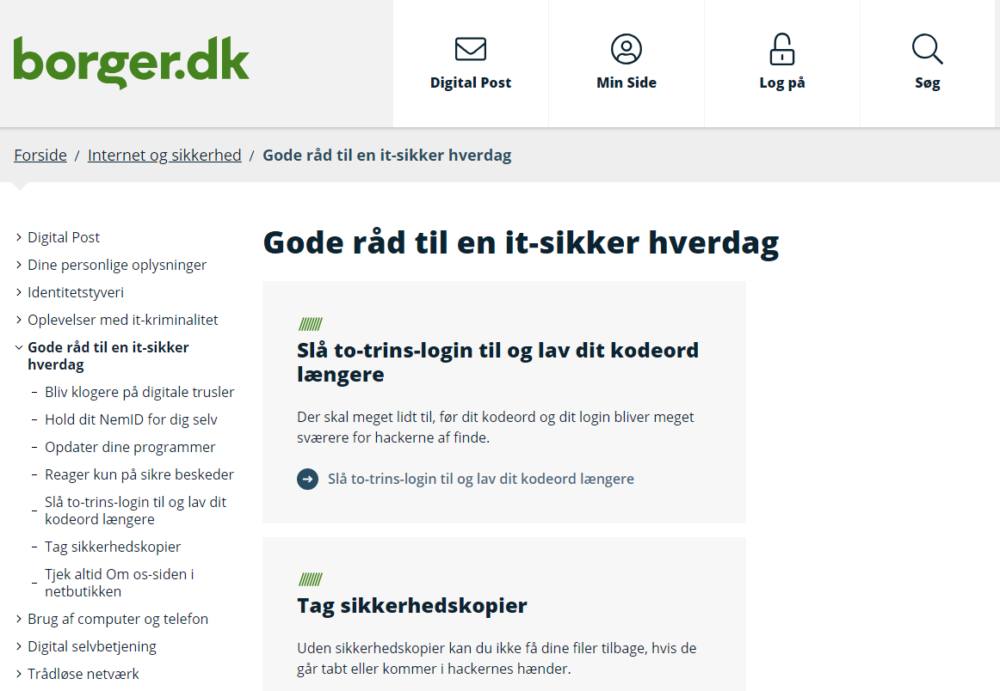 borger.dk
Digital Post
Min Side
Log på
Søg
Forside / Internet og sikkerhed / Gode råd til en it-sikker hverdag
Digital Post
Dine personlige oplysninger
Identitetstyveri
Oplevelser med it-kriminalitet
Gode råd til en it-sikker
hverdag
Bliv klogere på digitale trusler
Hold dit NemID for dig selv
Opdater dine programmer
Reager kun på sikre beskeder
Slå to-trins-login til og lav dit
kodeord længere
Tag sikkerhedskopier
Tjek altid Om os-siden i
netbutikken
Brug af computer og telefon
Digital selvbetjening
Trådløse netværk
Gode råd til en it-sikker hverdag
Slå to-trins-login til og lav dit kodeord
længere
Der skal meget lidt til, før dit kodeord og dit login bliver meget
sværere for hackerne af finde.
Slå to-trins-login til og lav dit kodeord længere
Tag sikkerhedskopier
Uden sikkerhedskopier kan du ikke få dine filer tilbage, hvis de
går tabt eller kommer i hackernes hænder.